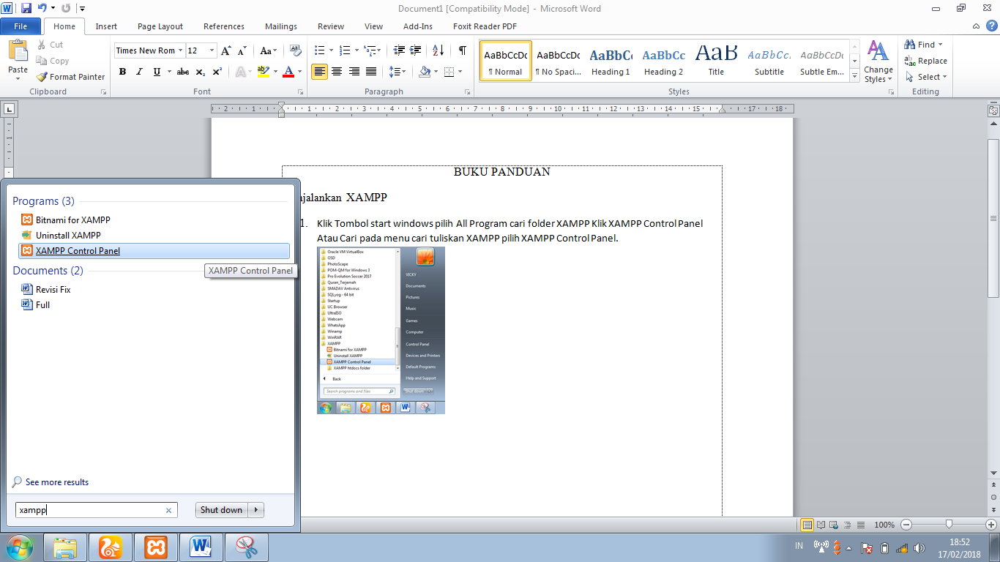 Document1 [Compatibility Mode] - Microsoft Word
File Home Insert Page Layout References Mailings Review View Add-Ins Foxit Reader PDF
Paste
Cut
Copy
Format Painter
Clipboard
Times New Rom 12
Font
Paragraph
AaBbCcDc AaBbCcDc AaBbCc AaBbCc AaB AaBbCc. AaBbCcDc
¶ Normal ¶ No Spaci... Heading 1 Heading 2 Title Subtitle Subtle Em...
Change
Styles
Styles
Find
Replace
Select
Editing
2 1 1 2 3 4 5 6 7 8 9 10 11 12 13 14 15 17 18
BUKU PANDUAN
njalankan XAMPP
1. Klik Tombol start windows pilih All Program cari folder XAMPP Klik XAMPP Control Panel
Atau Cari pada menu cari tuliskan XAMPP pilih XAMPP Control Panel.
Oracle VM VirtualBox
OSD
PhotoScape
POM-QM for Windows 3
Pro Evolution Soccer 2017
Quran_Terjemah
SMADAV Antivirus
SQLyog - 64 bit
Startup
UC Browser
UltraISO
Webcam
WhatsApp
Winamp
WinRAR
XAMPP
Bitnami for XAMPP
Uninstall XAMPP
XAMPP Control Panel
XAMPP htdocs folder
Back
Search programs and files
VICKY
Documents
Pictures
Music
Games
Computer
Control Panel
Devices and Printers
Default Programs
Help and Support
Shut down
Programs (3)
Bitnami for XAMPP
Uninstall XAMPP
XAMPP Control Panel
XAMPP Control Panel
Documents (2)
Revisi Fix
Full
See more results
xampp
Shut down
100%
IN
18:52
17/02/2018